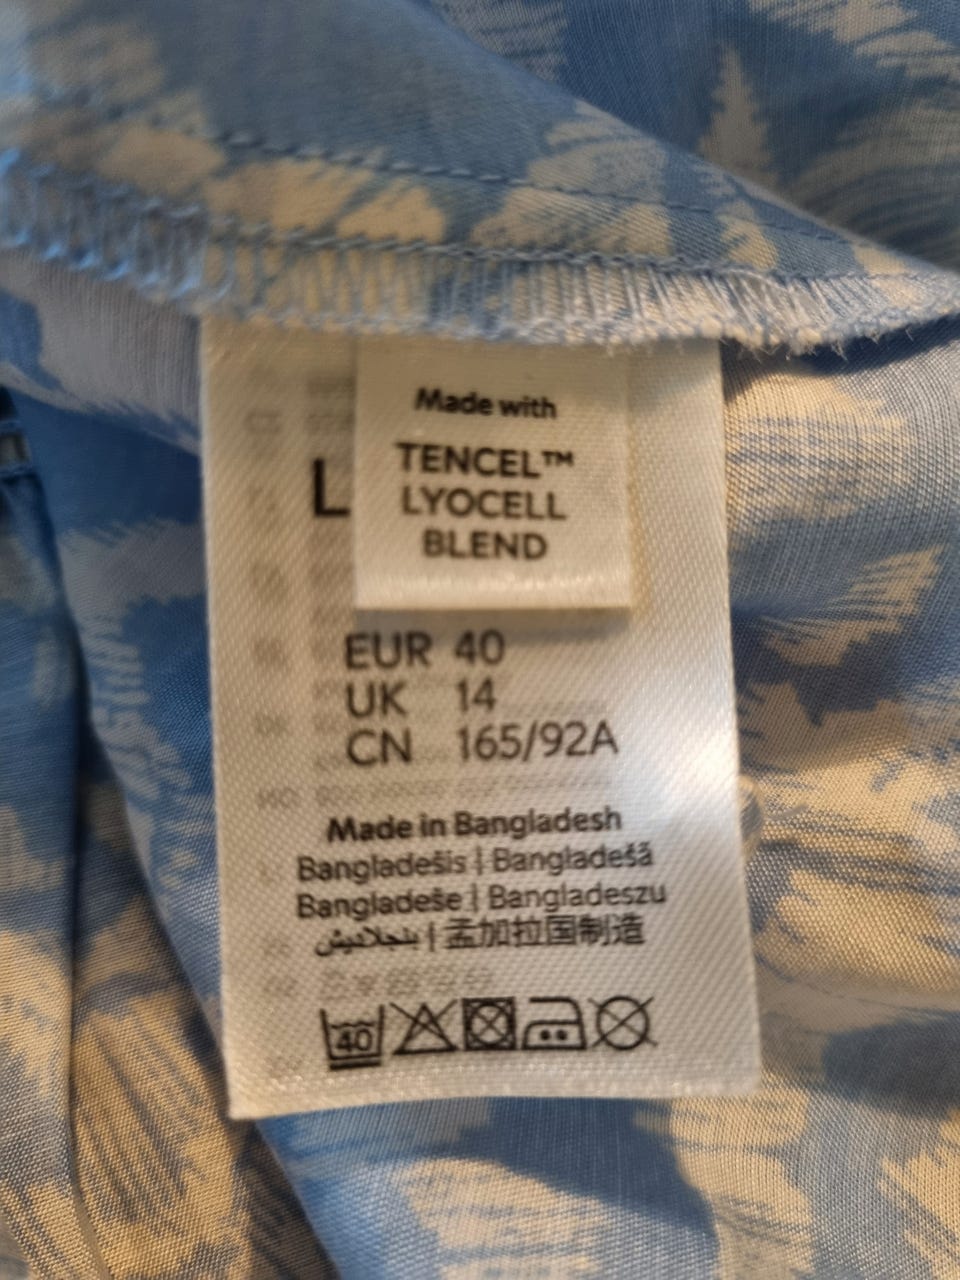 Made with
TENCEL™
LYOCELL
BLEND
L
EUR 40
UK 14
CN 165/92A
Made in Bangladesh
Bangladešis | Bangladešā
Bangladeše | Bangladeszu
بنجلاديش | 孟加拉国制造
40